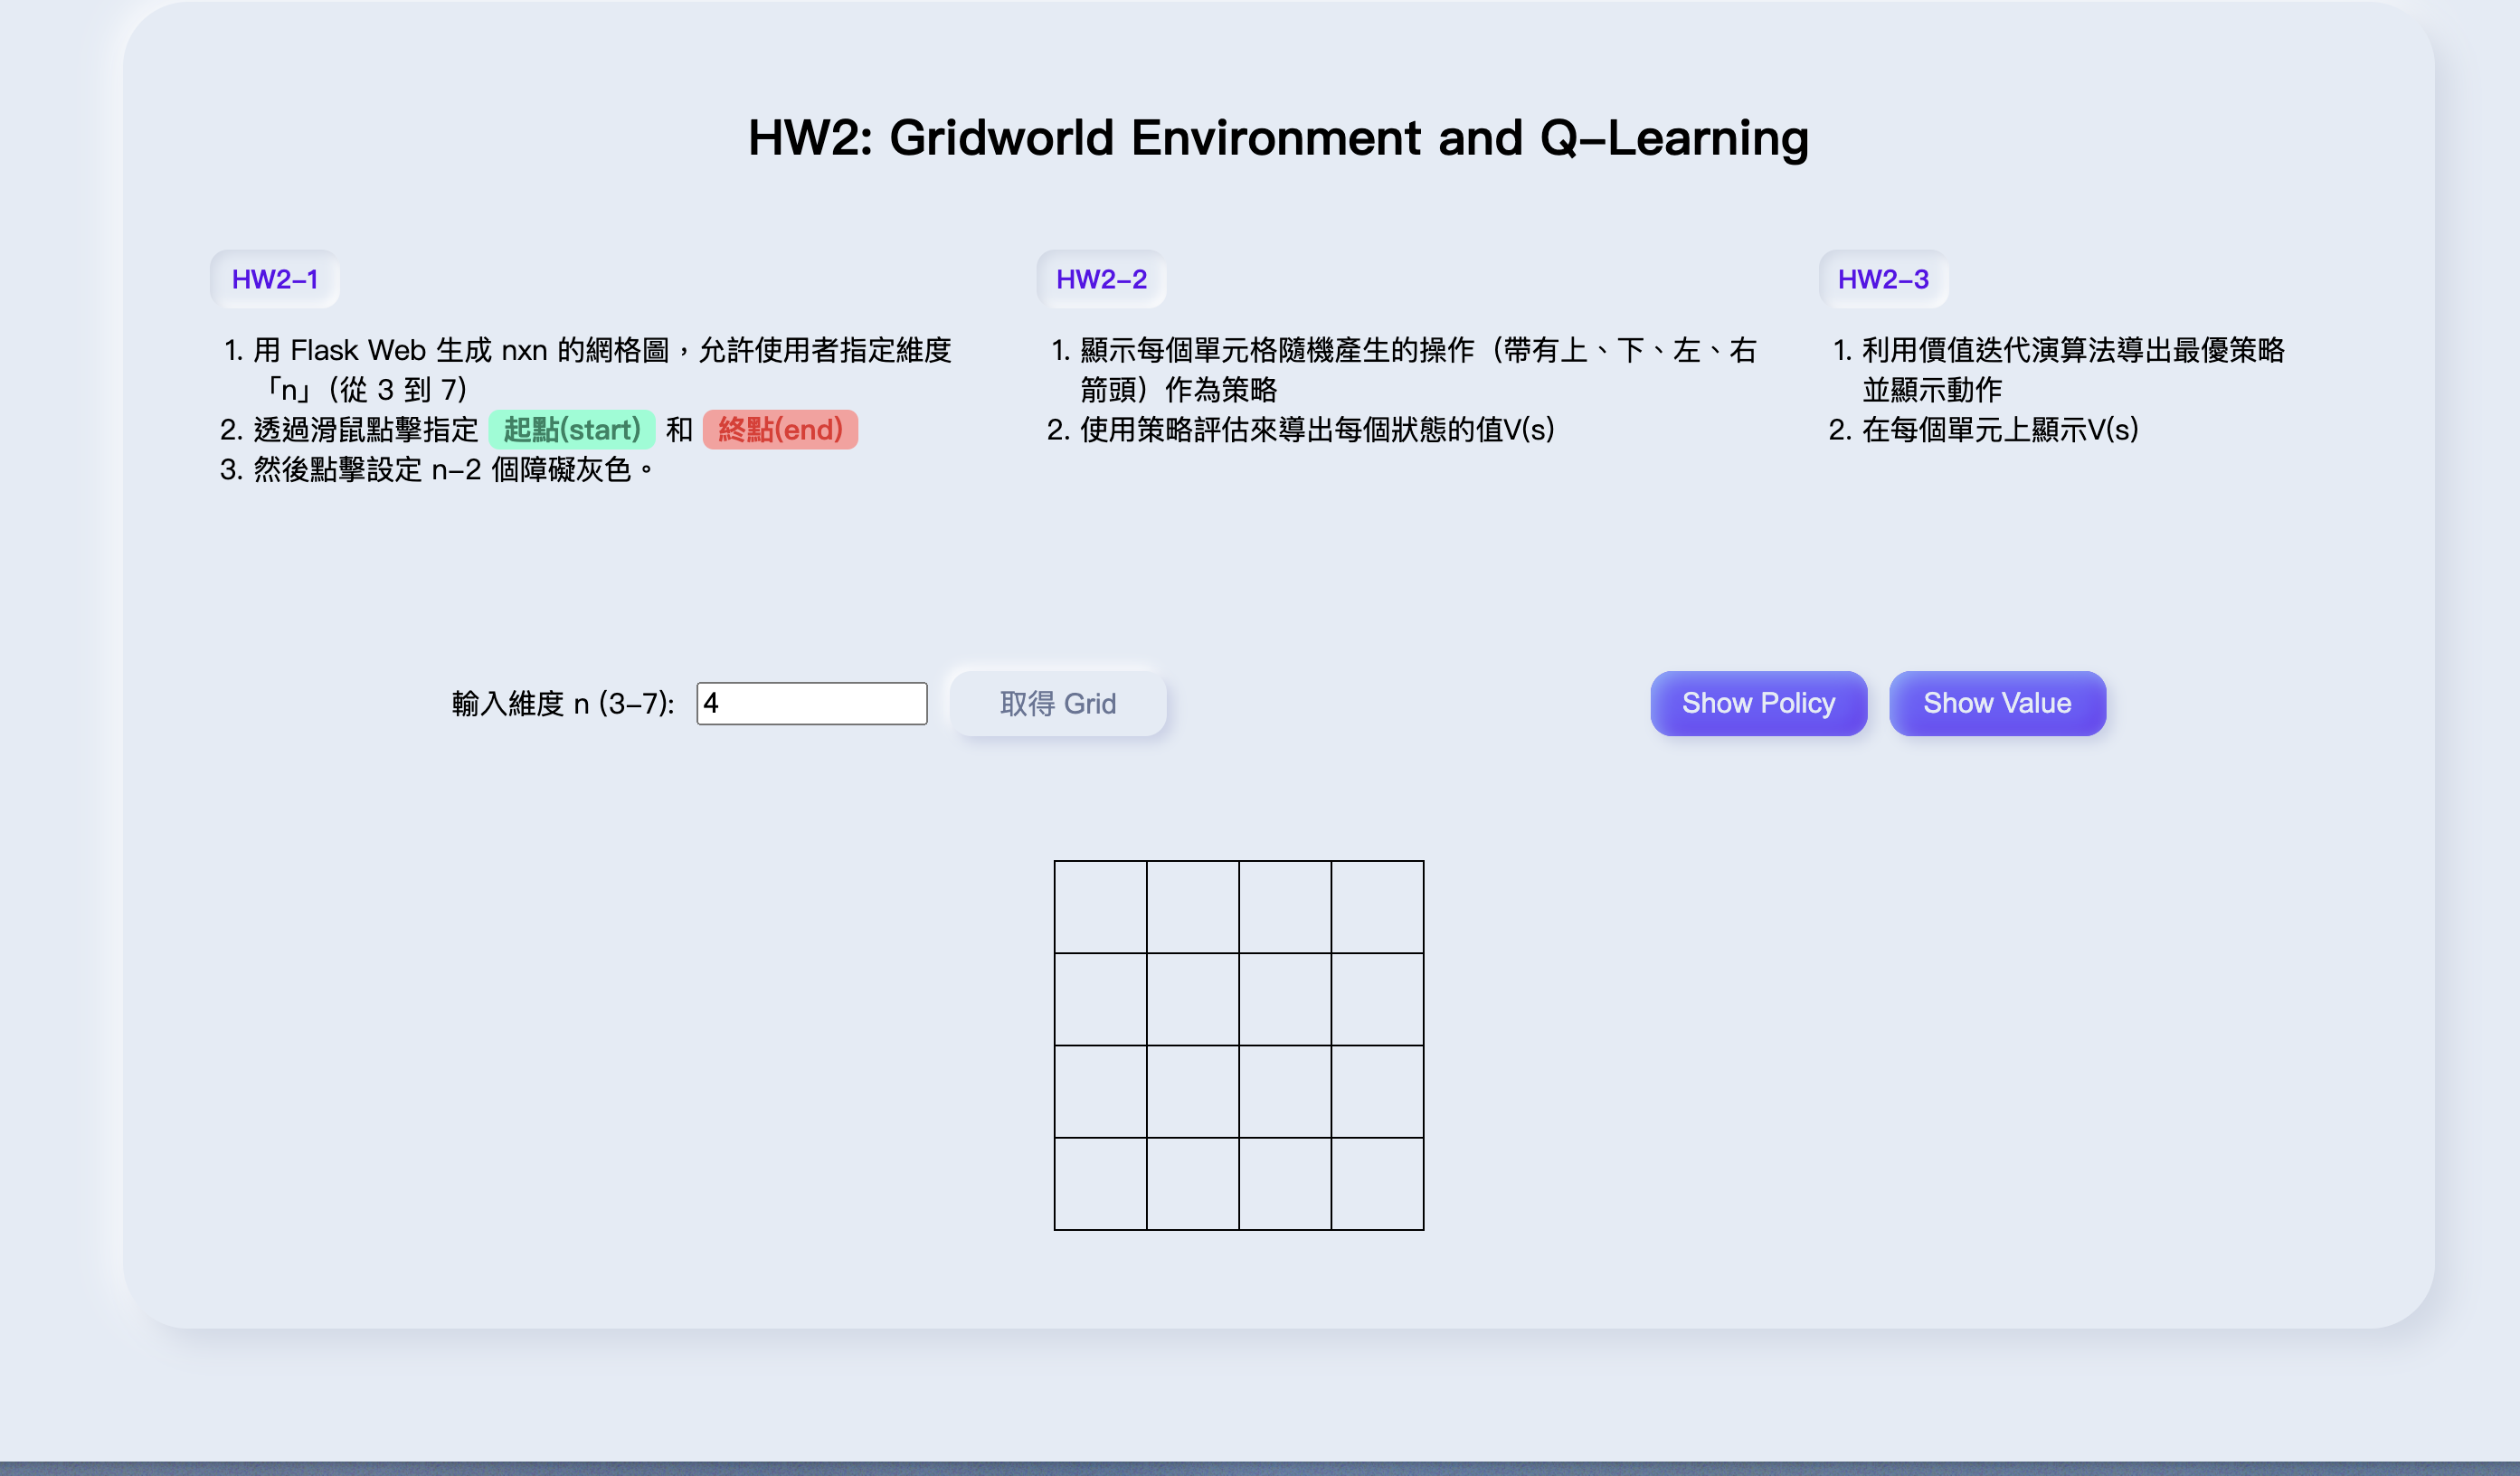 HW2: Gridworld Environment and Q-Learning
HW2-1
1. 用 Flask Web 生成 nxn 的網格圖，允許使用者指定維度
「n」（從 3 到 7）
2. 透過滑鼠點擊指定 起點(start) 和 終點(end)
3. 然後點擊設定 n-2 個障礙灰色。
HW2-2
1. 顯示每個單元格隨機產生的操作（帶有上、下、左、右
箭頭）作為策略
2. 使用策略評估來導出每個狀態的值V(s)
HW2-3
1. 利用價值迭代演算法導出最優策略
並顯示動作
2. 在每個單元上顯示V(s)
輸入維度 n (3-7): 4 取得 Grid Show Policy Show Value